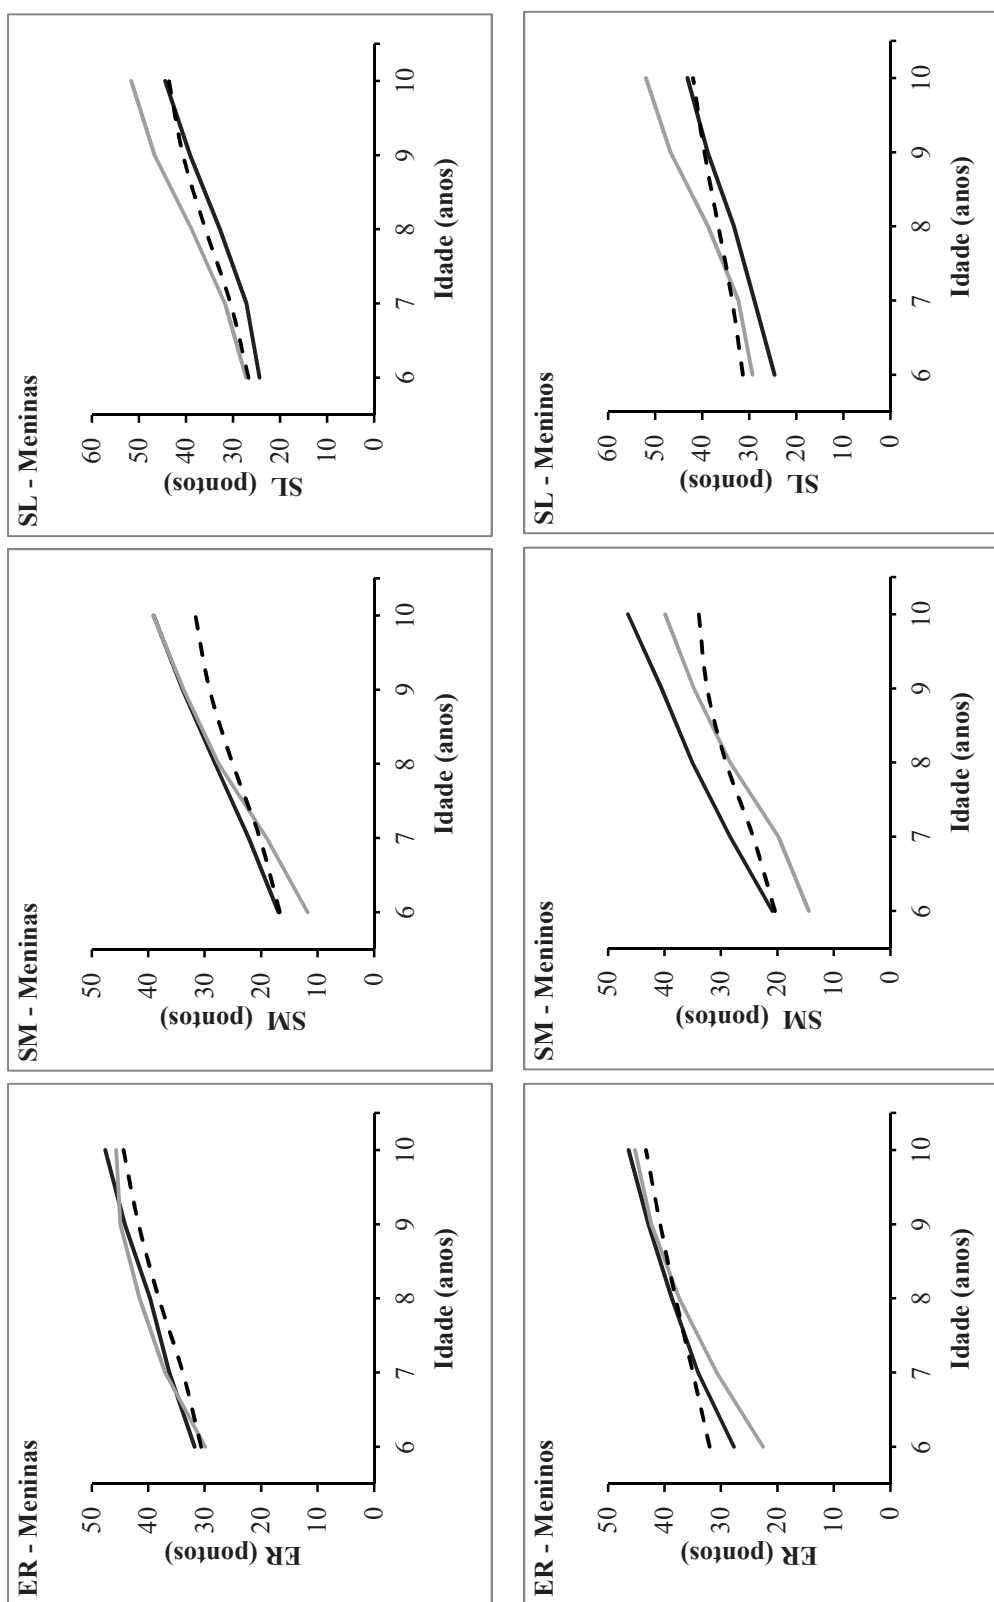 ER - Meninas
50
40
30
20
10
0
ER (pontos)
6 7 8 9 10
Idade (anos)
SM - Meninas
50
40
30
20
10
0
SM (pontos)
6 7 8 9 10
Idade (anos)
SL - Meninas
60
50
40
30
20
10
0
SL (pontos)
6 7 8 9 10
Idade (anos)
ER - Meninos
50
40
30
20
10
0
ER (pontos)
6 7 8 9 10
Idade (anos)
SM - Meninos
50
40
30
20
10
0
SM (pontos)
6 7 8 9 10
Idade (anos)
SL - Meninos
60
50
40
30
20
10
0
SL (pontos)
6 7 8 9 10
Idade (anos)